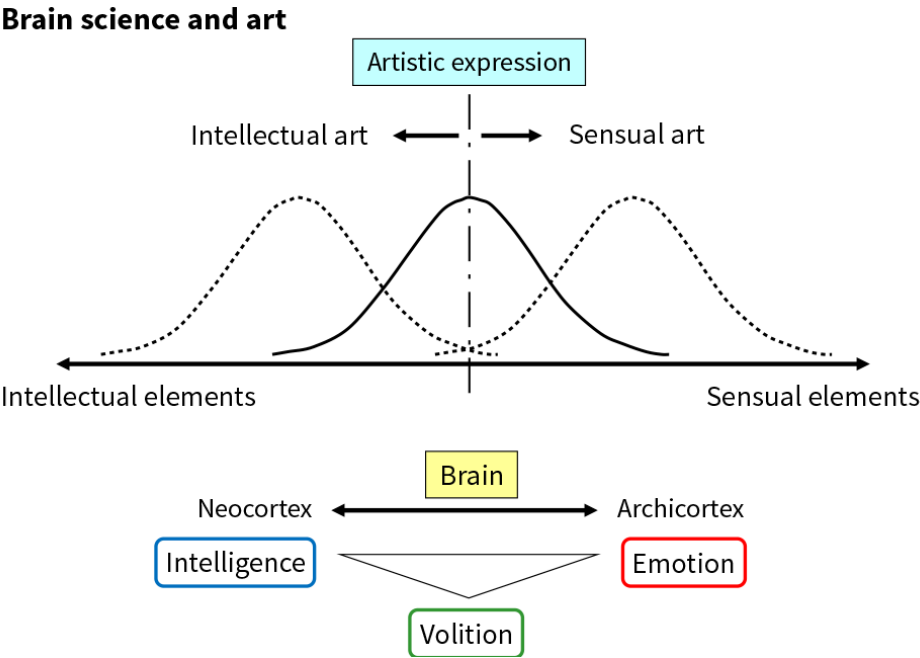 Brain science and art
Artistic expression
Intellectual art
Sensual art
Intellectual elements
Sensual elements
Brain
Neocortex
Archicortex
Intelligence
Emotion
Volition